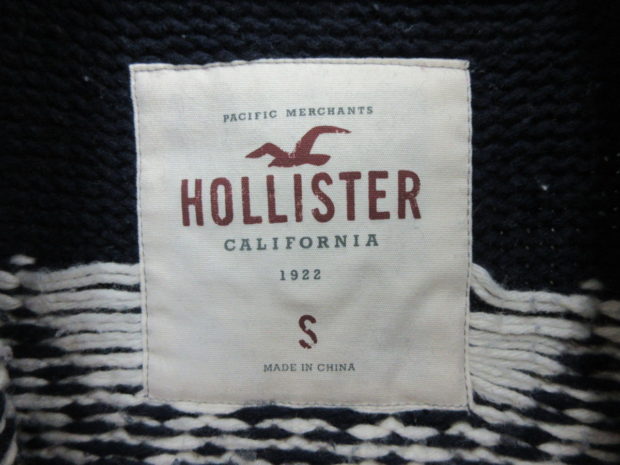 PACIFIC MERCHANTS
HOLLISTER
CALIFORNIA
1922
S
MADE IN CHINA